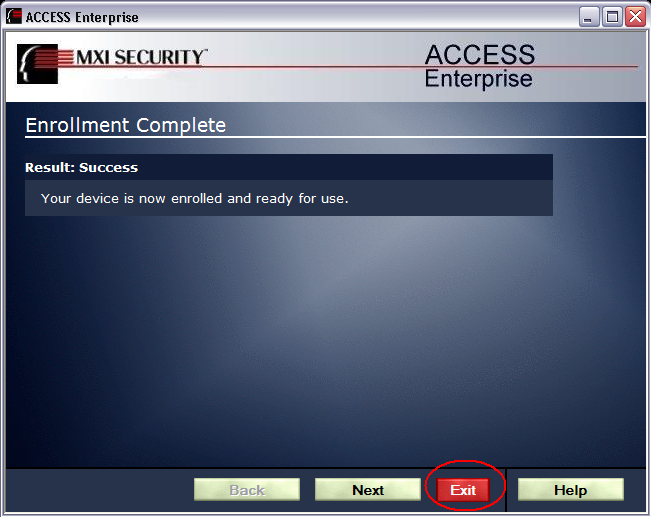 ACCESS Enterprise
MXI SECURITY™
ACCESS
Enterprise
Enrollment Complete
Result: Success
Your device is now enrolled and ready for use.
Back
Next
Exit
Help